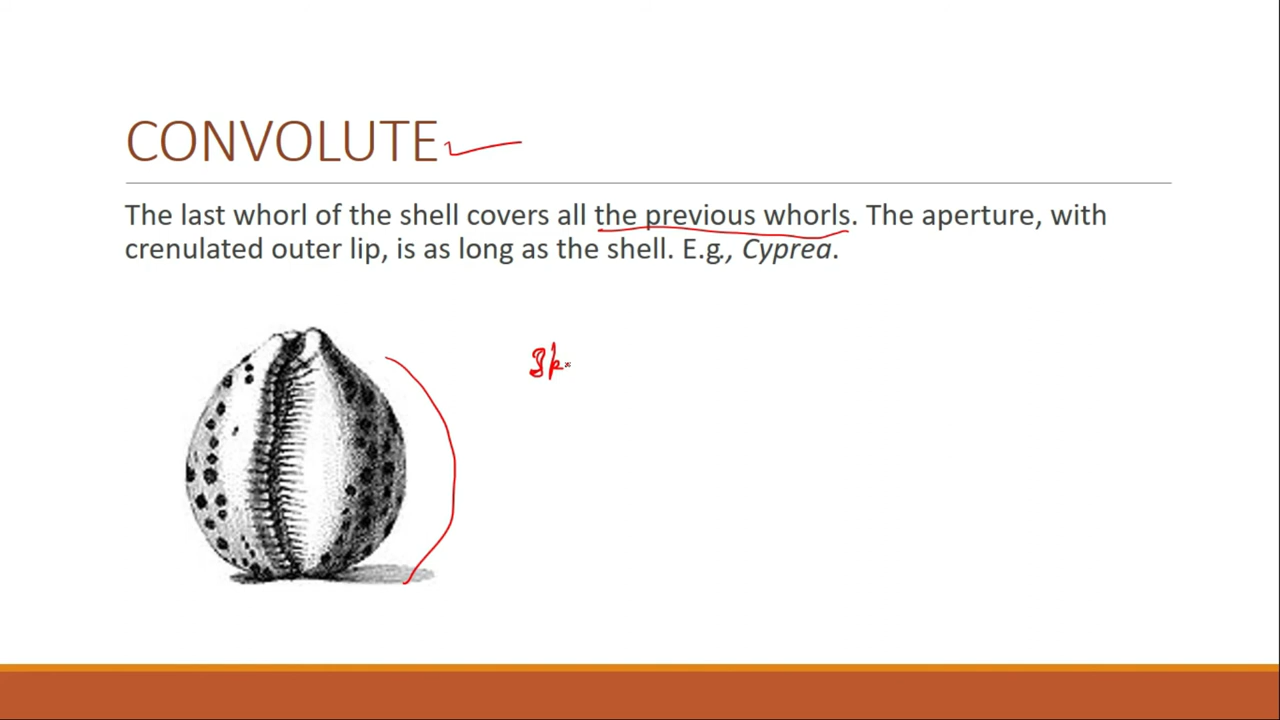 CONVOLUTE
The last whorl of the shell covers all the previous whorls. The aperture, with
crenulated outer lip, is as long as the shell. E.g., Cyprea.